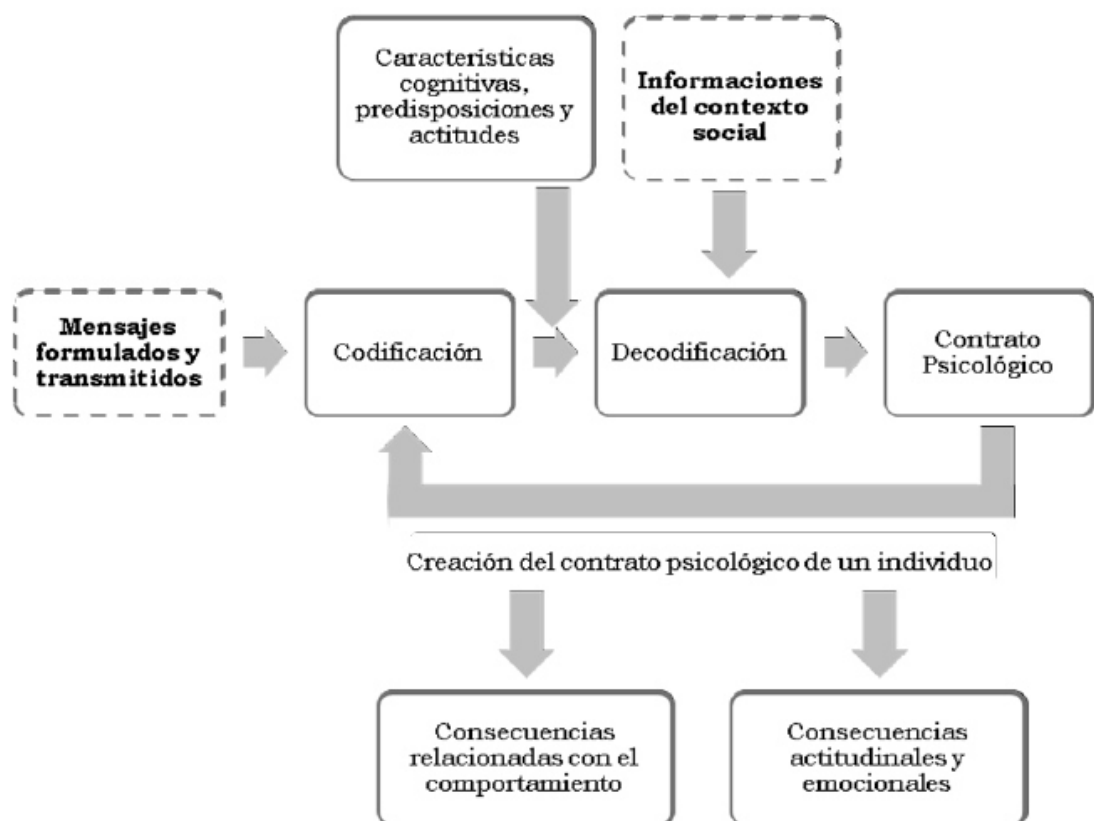 Características
cognitivas,
predisposiciones y
actitudes
Informaciones
del contexto
social
Mensajes
formulados y
transmitidos
Codificación
Decodificación
Contrato
Psicológico
Creación del contrato psicológico de un individuo
Consecuencias
relacionadas con el
comportamiento
Consecuencias
actitudinales y
emocionales